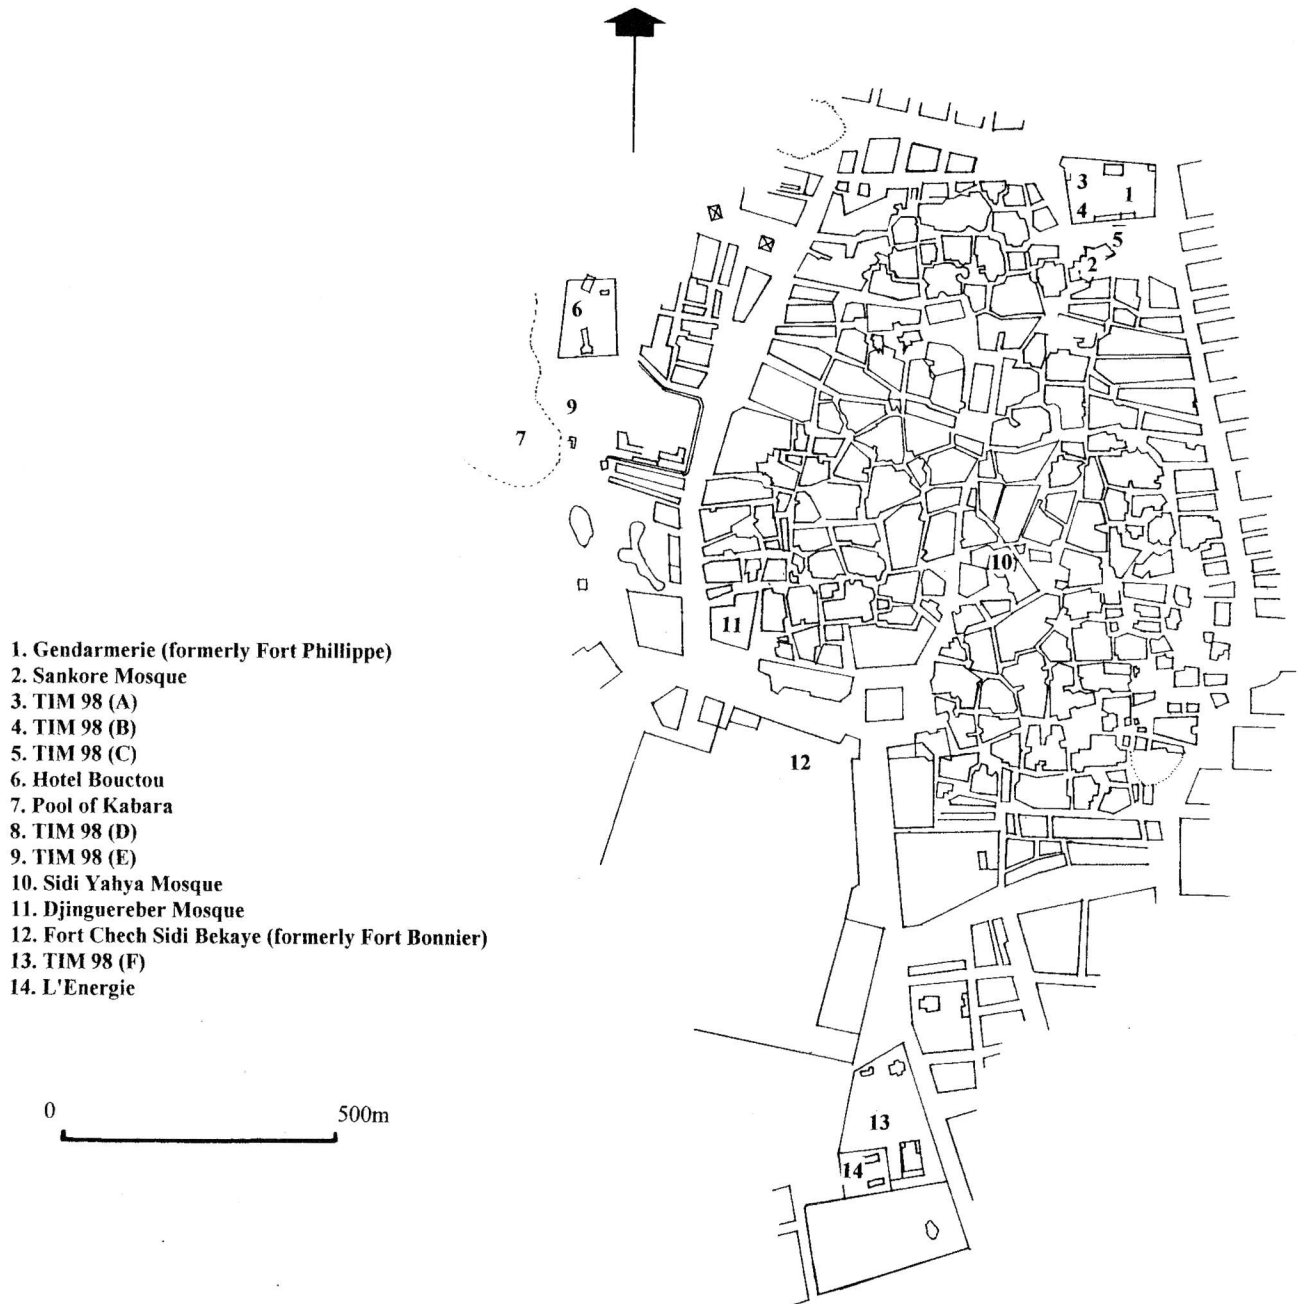 3
1
4
5
2
6
9
7
10
11
1. Gendarmerie (formerly Fort Phillippe)
2. Sankore Mosque
3. TIM 98 (A)
4. TIM 98 (B)
5. TIM 98 (C)
6. Hotel Bouctou
7. Pool of Kabara
8. TIM 98 (D)
9. TIM 98 (E)
10. Sidi Yahya Mosque
11. Djinguereber Mosque
12. Fort Chech Sidi Bekaye (formerly Fort Bonnier)
13. TIM 98 (F)
14. L'Energie
12
0 500m
13
14